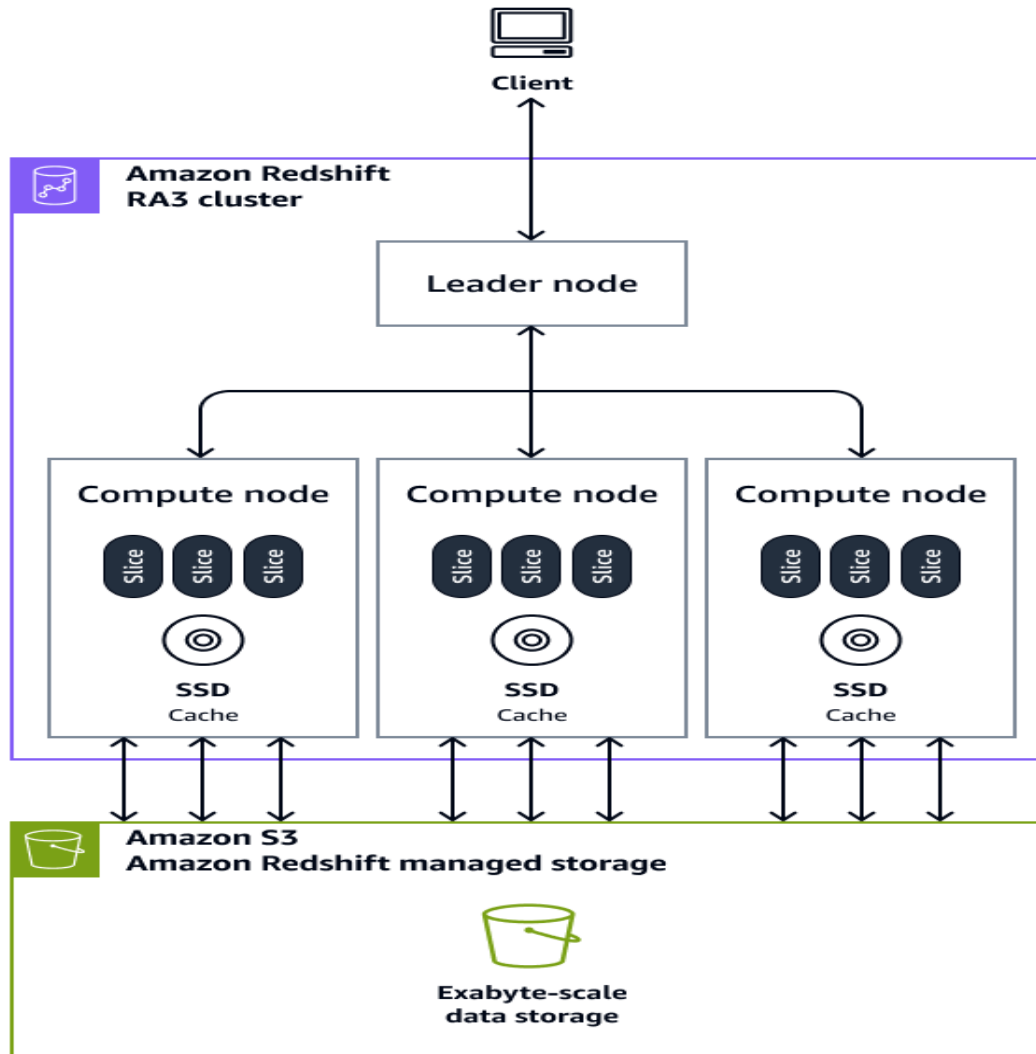 Client
Amazon Redshift
RA3 cluster
Leader node
Compute node
Slice
Slice
Slice
SSD
Cache
Compute node
Slice
Slice
Slice
SSD
Cache
Compute node
Slice
Slice
Slice
SSD
Cache
Amazon S3
Amazon Redshift managed storage
Exabyte-scale
data storage